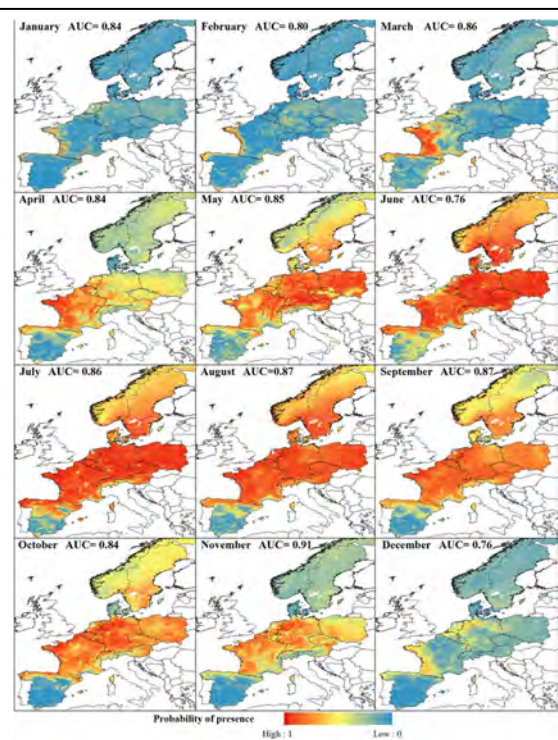 January AUC= 0.84
February AUC= 0.80
March AUC= 0.86
April AUC= 0.84
May AUC= 0.85
June AUC= 0.76
July AUC= 0.86
August AUC=0.87
September AUC= 0.87
October AUC= 0.84
November AUC= 0.91
December AUC= 0.76
Probability of presence
High : 1 Low : 0